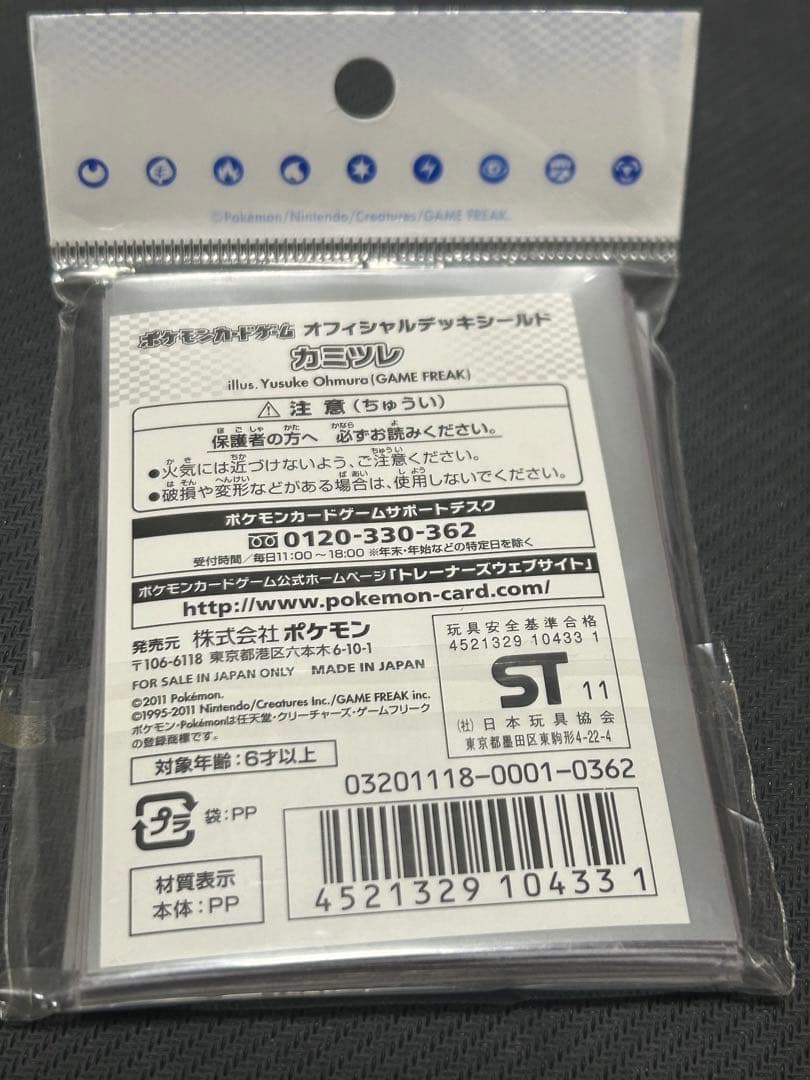 ©Pokémon/Nintendo/Creatures/GAME FREAK.
ポケモンカードゲーム オフィシャルデッキシールド
カミツレ
illus. Yusuke Ohmura (GAME FREAK)
⚠ 注意(ちゅうい)
保護者の方へ 必ずお読みください。
●火気には近づけないよう、ご注意ください。
●破損や変形などがある場合は、使用しないでください。
ポケモンカードゲームサポートデスク
0120-330-362
受付時間/毎日11:00〜18:00 ※年末・年始などの特定日を除く
ポケモンカードゲーム公式ホームページ「トレーナーズウェブサイト」
http://www.pokemon-card.com/
発売元 株式会社ポケモン
〒106-6118 東京都港区六本木6-10-1
FOR SALE IN JAPAN ONLY MADE IN JAPAN
©2011 Pokémon.
©1995-2011 Nintendo/Creatures Inc./GAME FREAK inc.
ポケモン・Pokémonは任天堂・クリーチャーズ・ゲームフリーク
の登録商標です。
対象年齢:6才以上
玩具安全基準合格
4521329 10433 1
ST 11
(社)日本玩具協会
東京都墨田区東駒形4-22-4
03201118-0001-0362
プラ 袋:PP
材質表示
本体:PP
4521329 104331